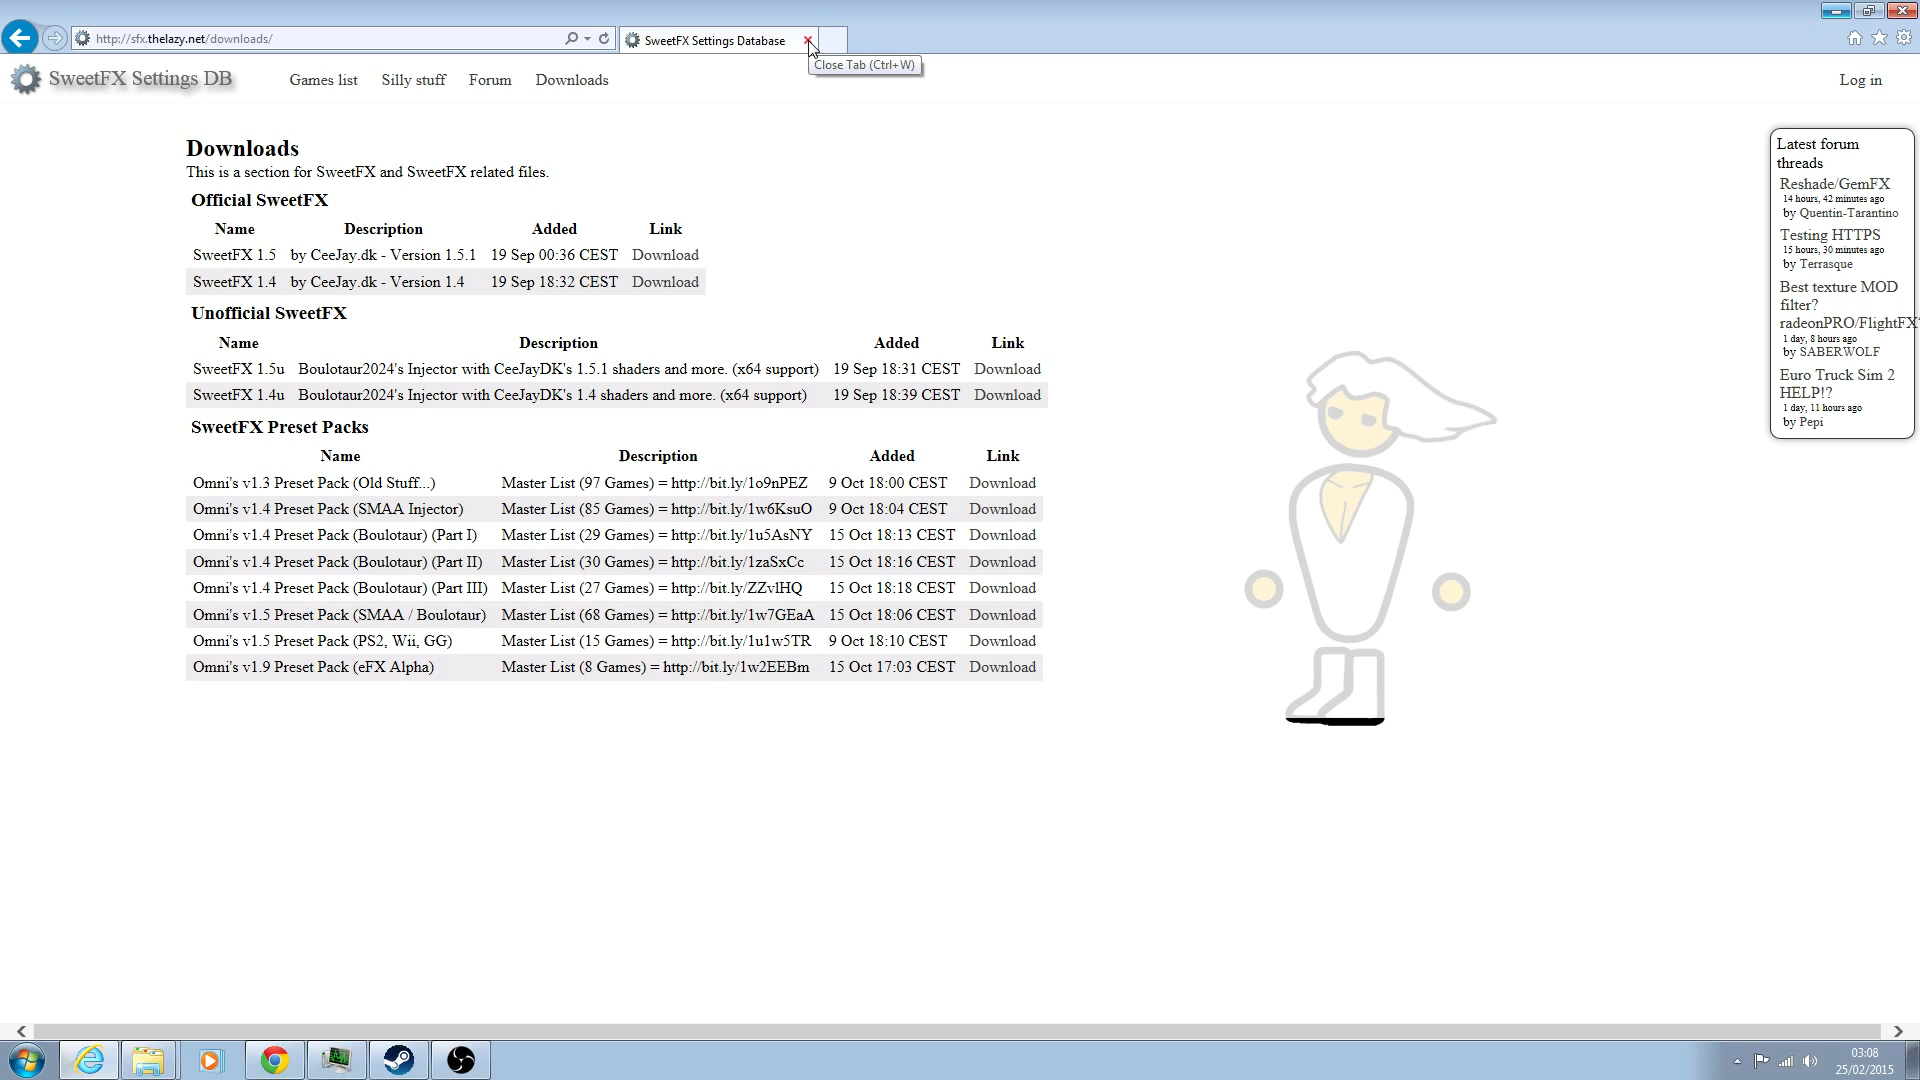 http://sfx.thelazy.net/downloads/
SweetFX Settings Database
Close Tab (Ctrl+W)
SweetFX Settings DB
Games list Silly stuff Forum Downloads
Log in
Downloads
This is a section for SweetFX and SweetFX related files.
Official SweetFX
Name Description Added Link
SweetFX 1.5 by CeeJay.dk - Version 1.5.1 19 Sep 00:36 CEST Download
SweetFX 1.4 by CeeJay.dk - Version 1.4 19 Sep 18:32 CEST Download
Unofficial SweetFX
Name Description Added Link
SweetFX 1.5u Boulotaur2024's Injector with CeeJayDK's 1.5.1 shaders and more. (x64 support) 19 Sep 18:31 CEST Download
SweetFX 1.4u Boulotaur2024's Injector with CeeJayDK's 1.4 shaders and more. (x64 support) 19 Sep 18:39 CEST Download
SweetFX Preset Packs
Name Description Added Link
Omni's v1.3 Preset Pack (Old Stuff...) Master List (97 Games) = http://bit.ly/1o9nPEZ 9 Oct 18:00 CEST Download
Omni's v1.4 Preset Pack (SMAA Injector) Master List (85 Games) = http://bit.ly/1w6KsuO 9 Oct 18:04 CEST Download
Omni's v1.4 Preset Pack (Boulotaur) (Part I) Master List (29 Games) = http://bit.ly/1u5AsNY 15 Oct 18:13 CEST Download
Omni's v1.4 Preset Pack (Boulotaur) (Part II) Master List (30 Games) = http://bit.ly/1zaSxCc 15 Oct 18:16 CEST Download
Omni's v1.4 Preset Pack (Boulotaur) (Part III) Master List (27 Games) = http://bit.ly/ZZvlHQ 15 Oct 18:18 CEST Download
Omni's v1.5 Preset Pack (SMAA / Boulotaur) Master List (68 Games) = http://bit.ly/1w7GEaA 15 Oct 18:06 CEST Download
Omni's v1.5 Preset Pack (PS2, Wii, GG) Master List (15 Games) = http://bit.ly/1u1w5TR 9 Oct 18:10 CEST Download
Omni's v1.9 Preset Pack (eFX Alpha) Master List (8 Games) = http://bit.ly/1w2EEBm 15 Oct 17:03 CEST Download
Latest forum
threads
Reshade/GemFX
14 hours, 42 minutes ago
by Quentin-Tarantino
Testing HTTPS
15 hours, 30 minutes ago
by Terrasque
Best texture MOD
filter?
radeonPRO/FlightFX?
1 day, 8 hours ago
by SABERWOLF
Euro Truck Sim 2
HELP!?
1 day, 11 hours ago
by Pepi
03:08
25/02/2015